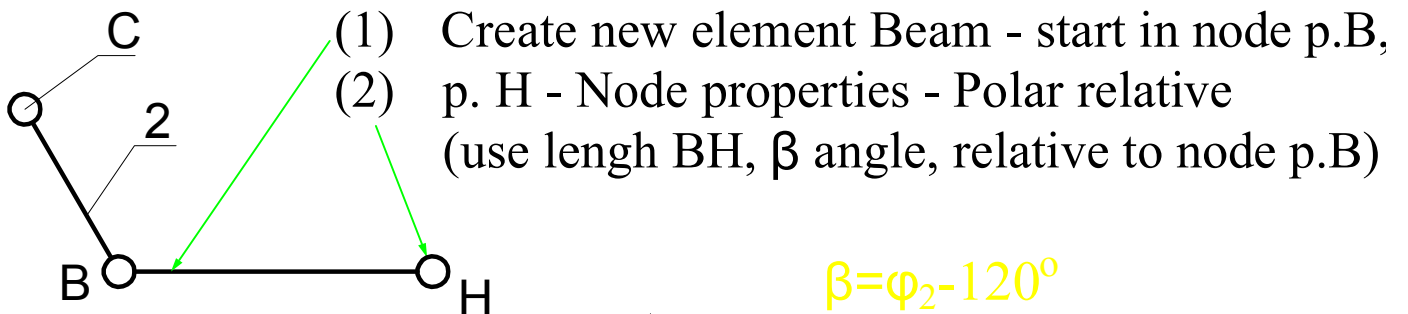 C
(1) Create new element Beam - start in node p.B,
(2) p. H - Node properties - Polar relative
2
(use lengh BH, β angle, relative to node p.B)
B
H
β=φ₂-120º